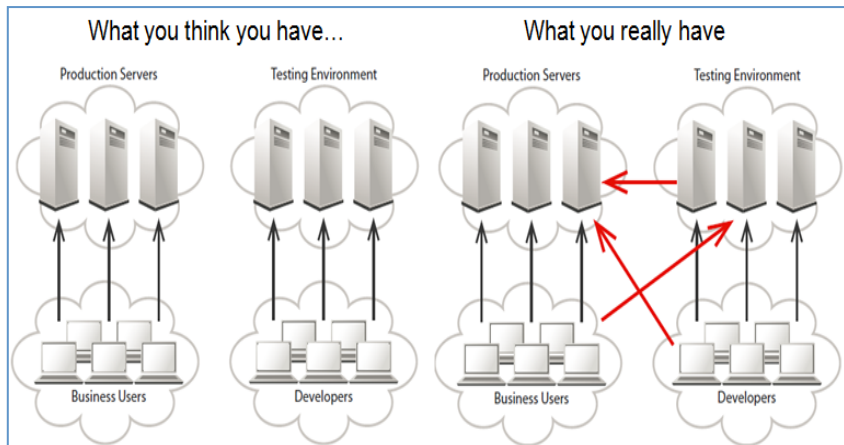 What you think you have...
What you really have
Production Servers
Testing Environment
Production Servers
Testing Environment
Business Users
Developers
Business Users
Developers